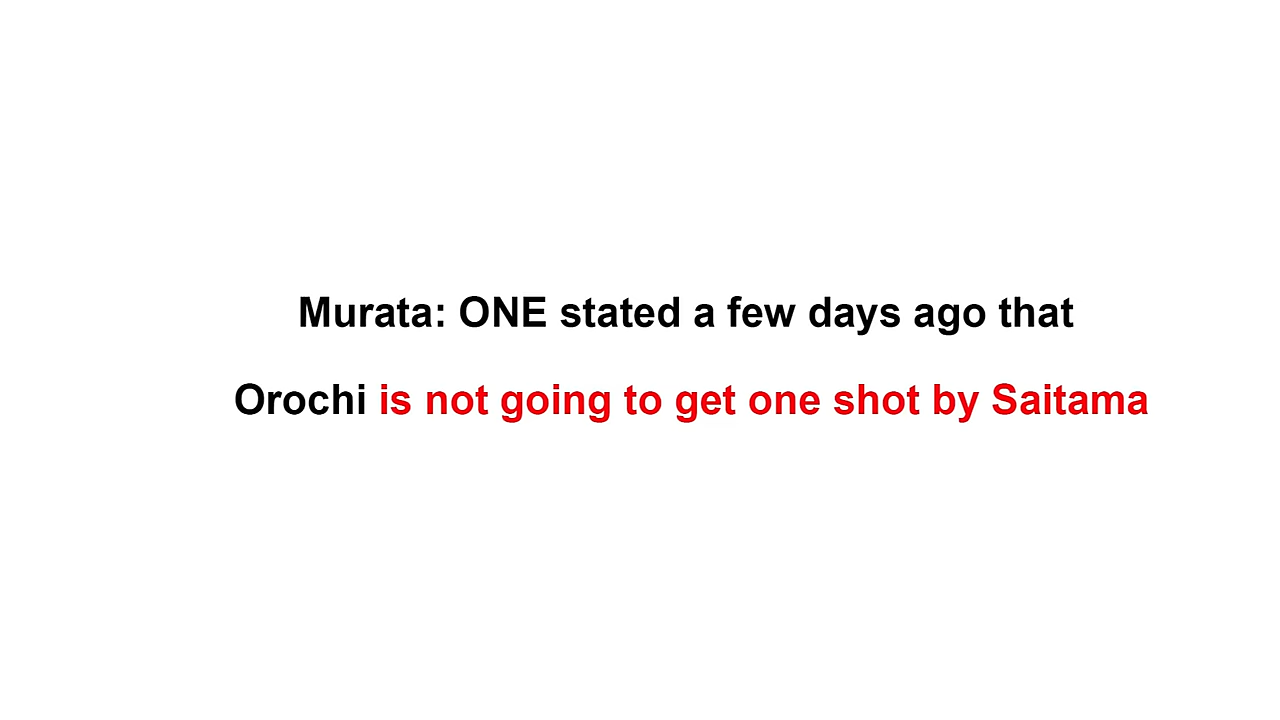 Murata: ONE stated a few days ago that
Orochi is not going to get one shot by Saitama